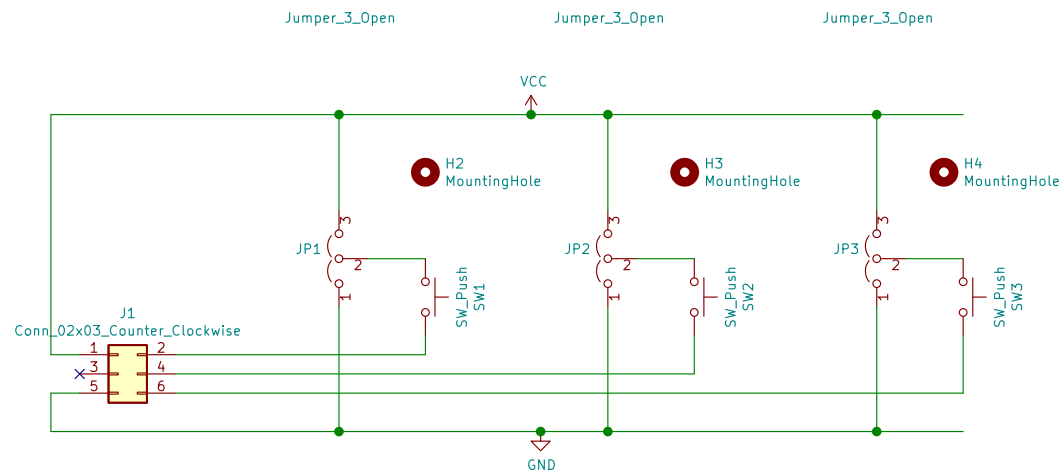 Jumper_3_Open
Jumper_3_Open
Jumper_3_Open
VCC
H2
MountingHole
H3
MountingHole
H4
MountingHole
3
3
3
JP1
2
JP2
2
JP3
2
1
1
1
SW_Push
SW1
SW_Push
SW2
SW_Push
SW3
J1
Conn_02x03_Counter_Clockwise
1
2
3
4
5
6
GND